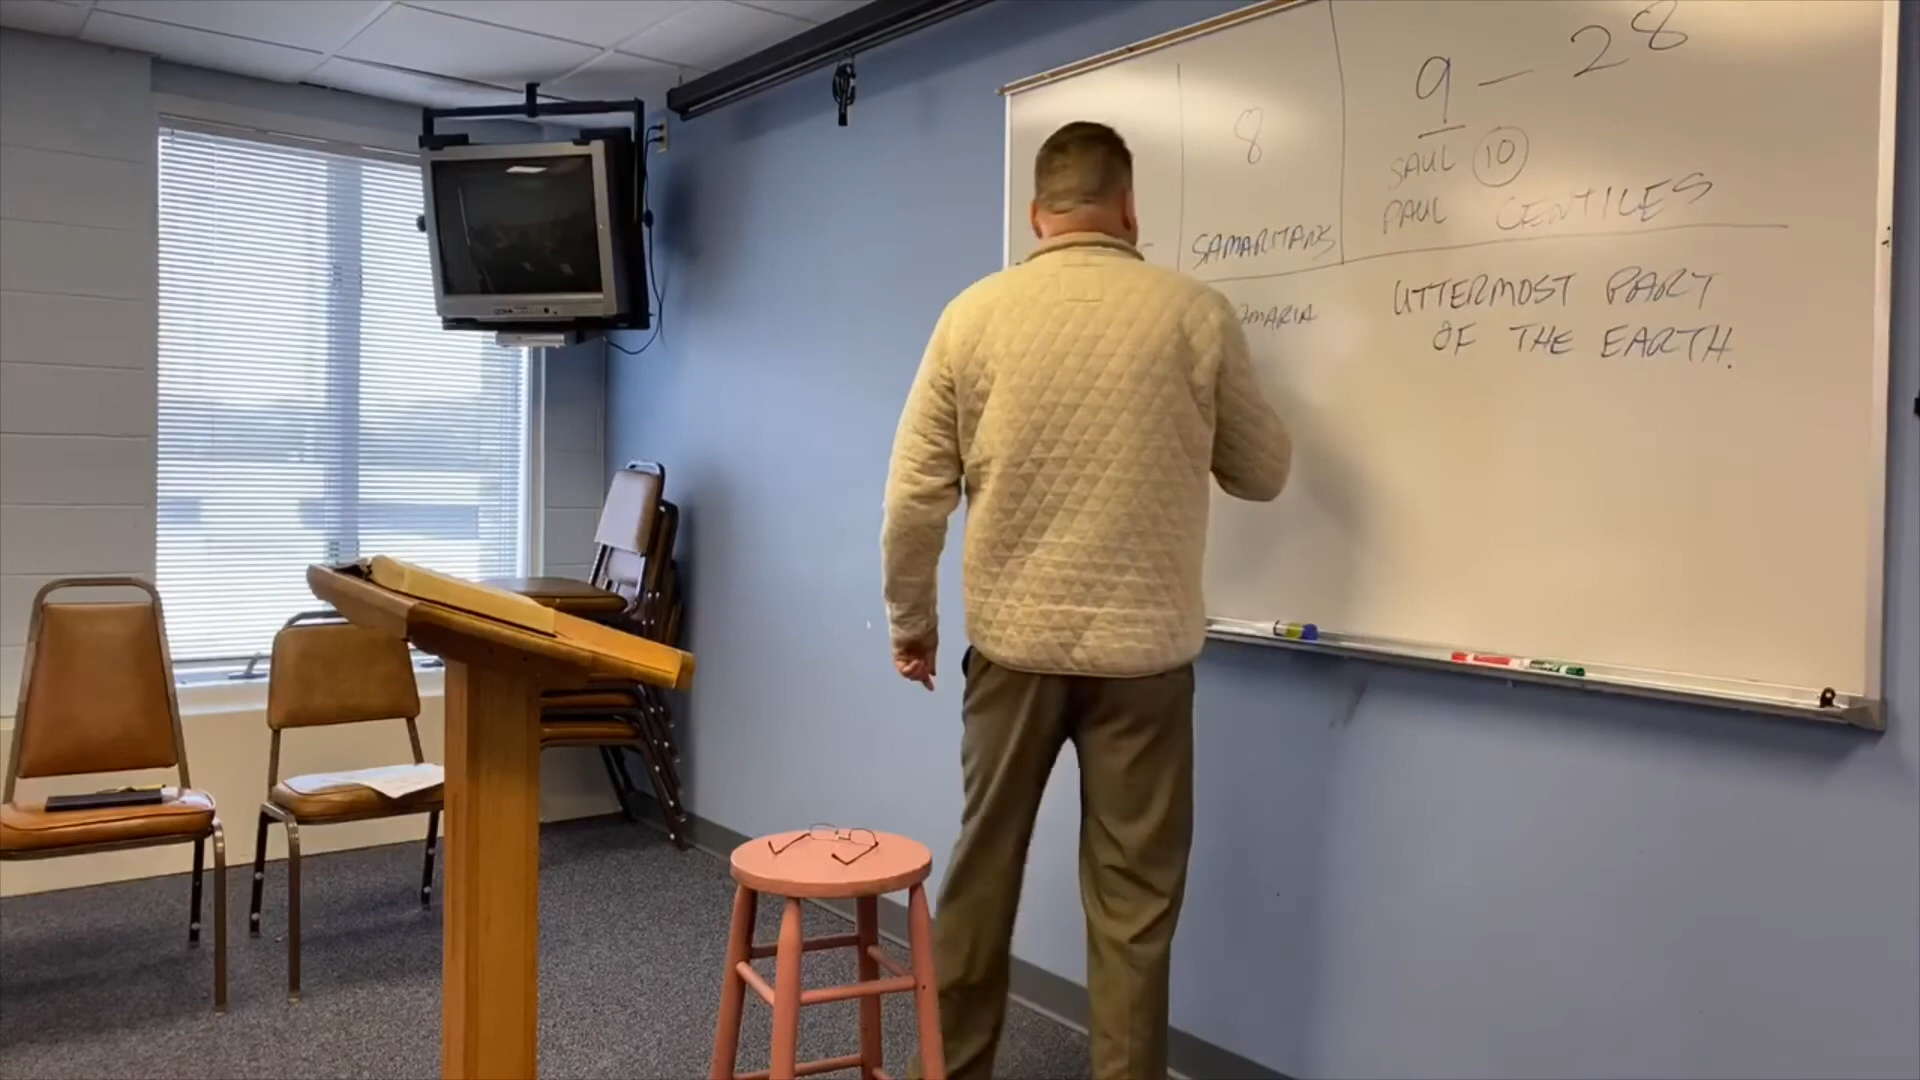 8
SAMARITANS
9 - 28
SAUL 10
PAUL GENTILES
UTTERMOST PART
OF THE EARTH.